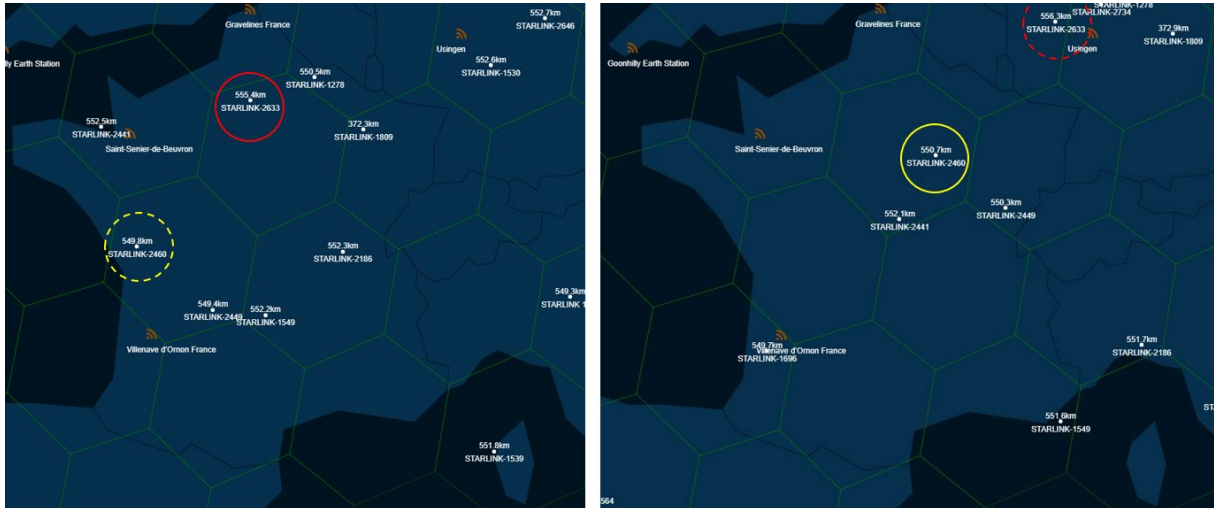 552.7km
STARLINK-2646
Gravelines France
Usingen
lly Earth Station
552.6km
STARLINK-1530
550.5km
STARLINK-1278
555.4km
STARLINK-2633
552.5km
STARLINK-2441
372.3km
STARLINK-1809
Saint-Senier-de-Beuvron
549.8km
STARLINK-2460
552.3km
STARLINK-2186
549.3km
STARLINK 1
549.4km
STARLINK-2449
552.2km
STARLINK-1549
Villenave d'Ornon France
551.8km
STARLINK-1539
STARLINK-1278
STARLINK-2734
556.3km
STARLINK-2633
Gravelines France
372.9km
STARLINK-1809
Usingen
Goonhilly Earth Station
Saint-Senier-de-Beuvron
550.7km
STARLINK-2460
550.3km
STARLINK-2449
552.1km
STARLINK-2441
549.7km
Villenave d'Ornon France
STARLINK-1696
551.7km
STARLINK-2186
ST
551.6km
STARLINK-1549
564